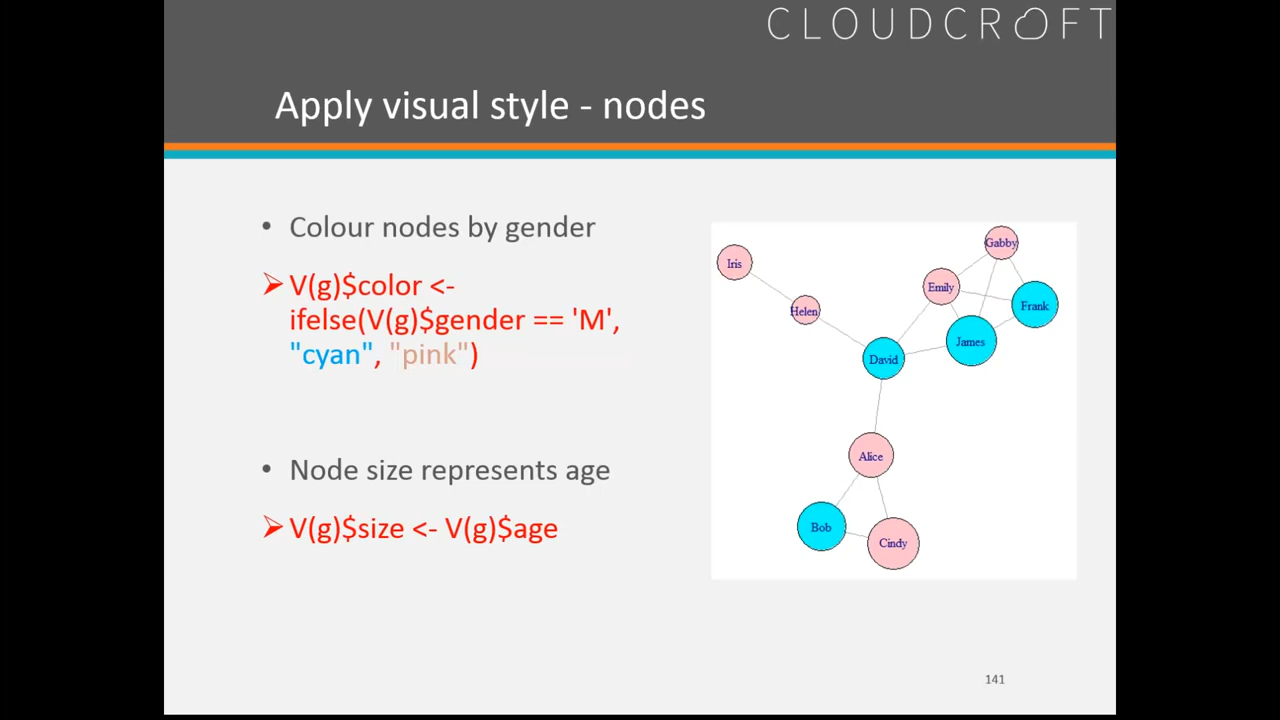 CLOUDCROFT
Apply visual style - nodes
• Colour nodes by gender
➢ V(g)$color <-
ifelse(V(g)$gender == 'M',
"cyan", "pink")
• Node size represents age
➢ V(g)$size <- V(g)$age
Gabby
Iris
Emily
Frank
Helen
James
David
Alice
Bob
Cindy
141